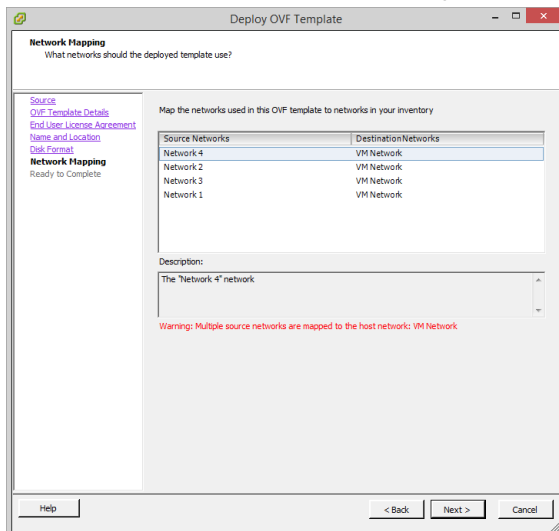 Deploy OVF Template
Network Mapping
What networks should the deployed template use?
Source
OVF Template Details
End User License Agreement
Name and Location
Disk Format
Network Mapping
Ready to Complete
Map the networks used in this OVF template to networks in your inventory
Source Networks DestinationNetworks
Network 4 VM Network
Network 2 VM Network
Network 3 VM Network
Network 1 VM Network
Description:
The "Network 4" network
Warning: Multiple source networks are mapped to the host network: VM Network
Help < Back Next > Cancel